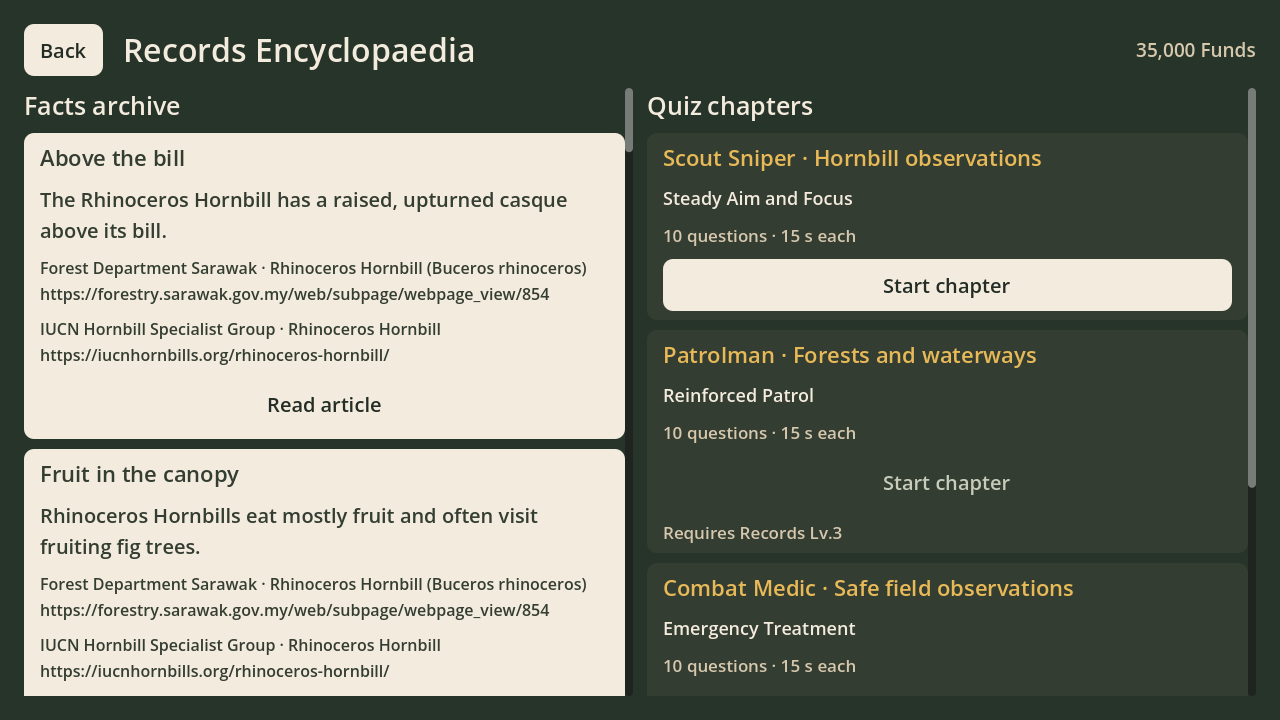 Back
Records Encyclopaedia
35,000 Funds
Facts archive
Above the bill
The Rhinoceros Hornbill has a raised, upturned casque
above its bill.
Forest Department Sarawak · Rhinoceros Hornbill (Buceros rhinoceros)
https://forestry.sarawak.gov.my/web/subpage/webpage_view/854
IUCN Hornbill Specialist Group · Rhinoceros Hornbill
https://iucnhornbills.org/rhinoceros-hornbill/
Read article
Fruit in the canopy
Rhinoceros Hornbills eat mostly fruit and often visit
fruiting fig trees.
Forest Department Sarawak · Rhinoceros Hornbill (Buceros rhinoceros)
https://forestry.sarawak.gov.my/web/subpage/webpage_view/854
IUCN Hornbill Specialist Group · Rhinoceros Hornbill
https://iucnhornbills.org/rhinoceros-hornbill/
Quiz chapters
Scout Sniper · Hornbill observations
Steady Aim and Focus
10 questions · 15 s each
Start chapter
Patrolman · Forests and waterways
Reinforced Patrol
10 questions · 15 s each
Start chapter
Requires Records Lv.3
Combat Medic · Safe field observations
Emergency Treatment
10 questions · 15 s each